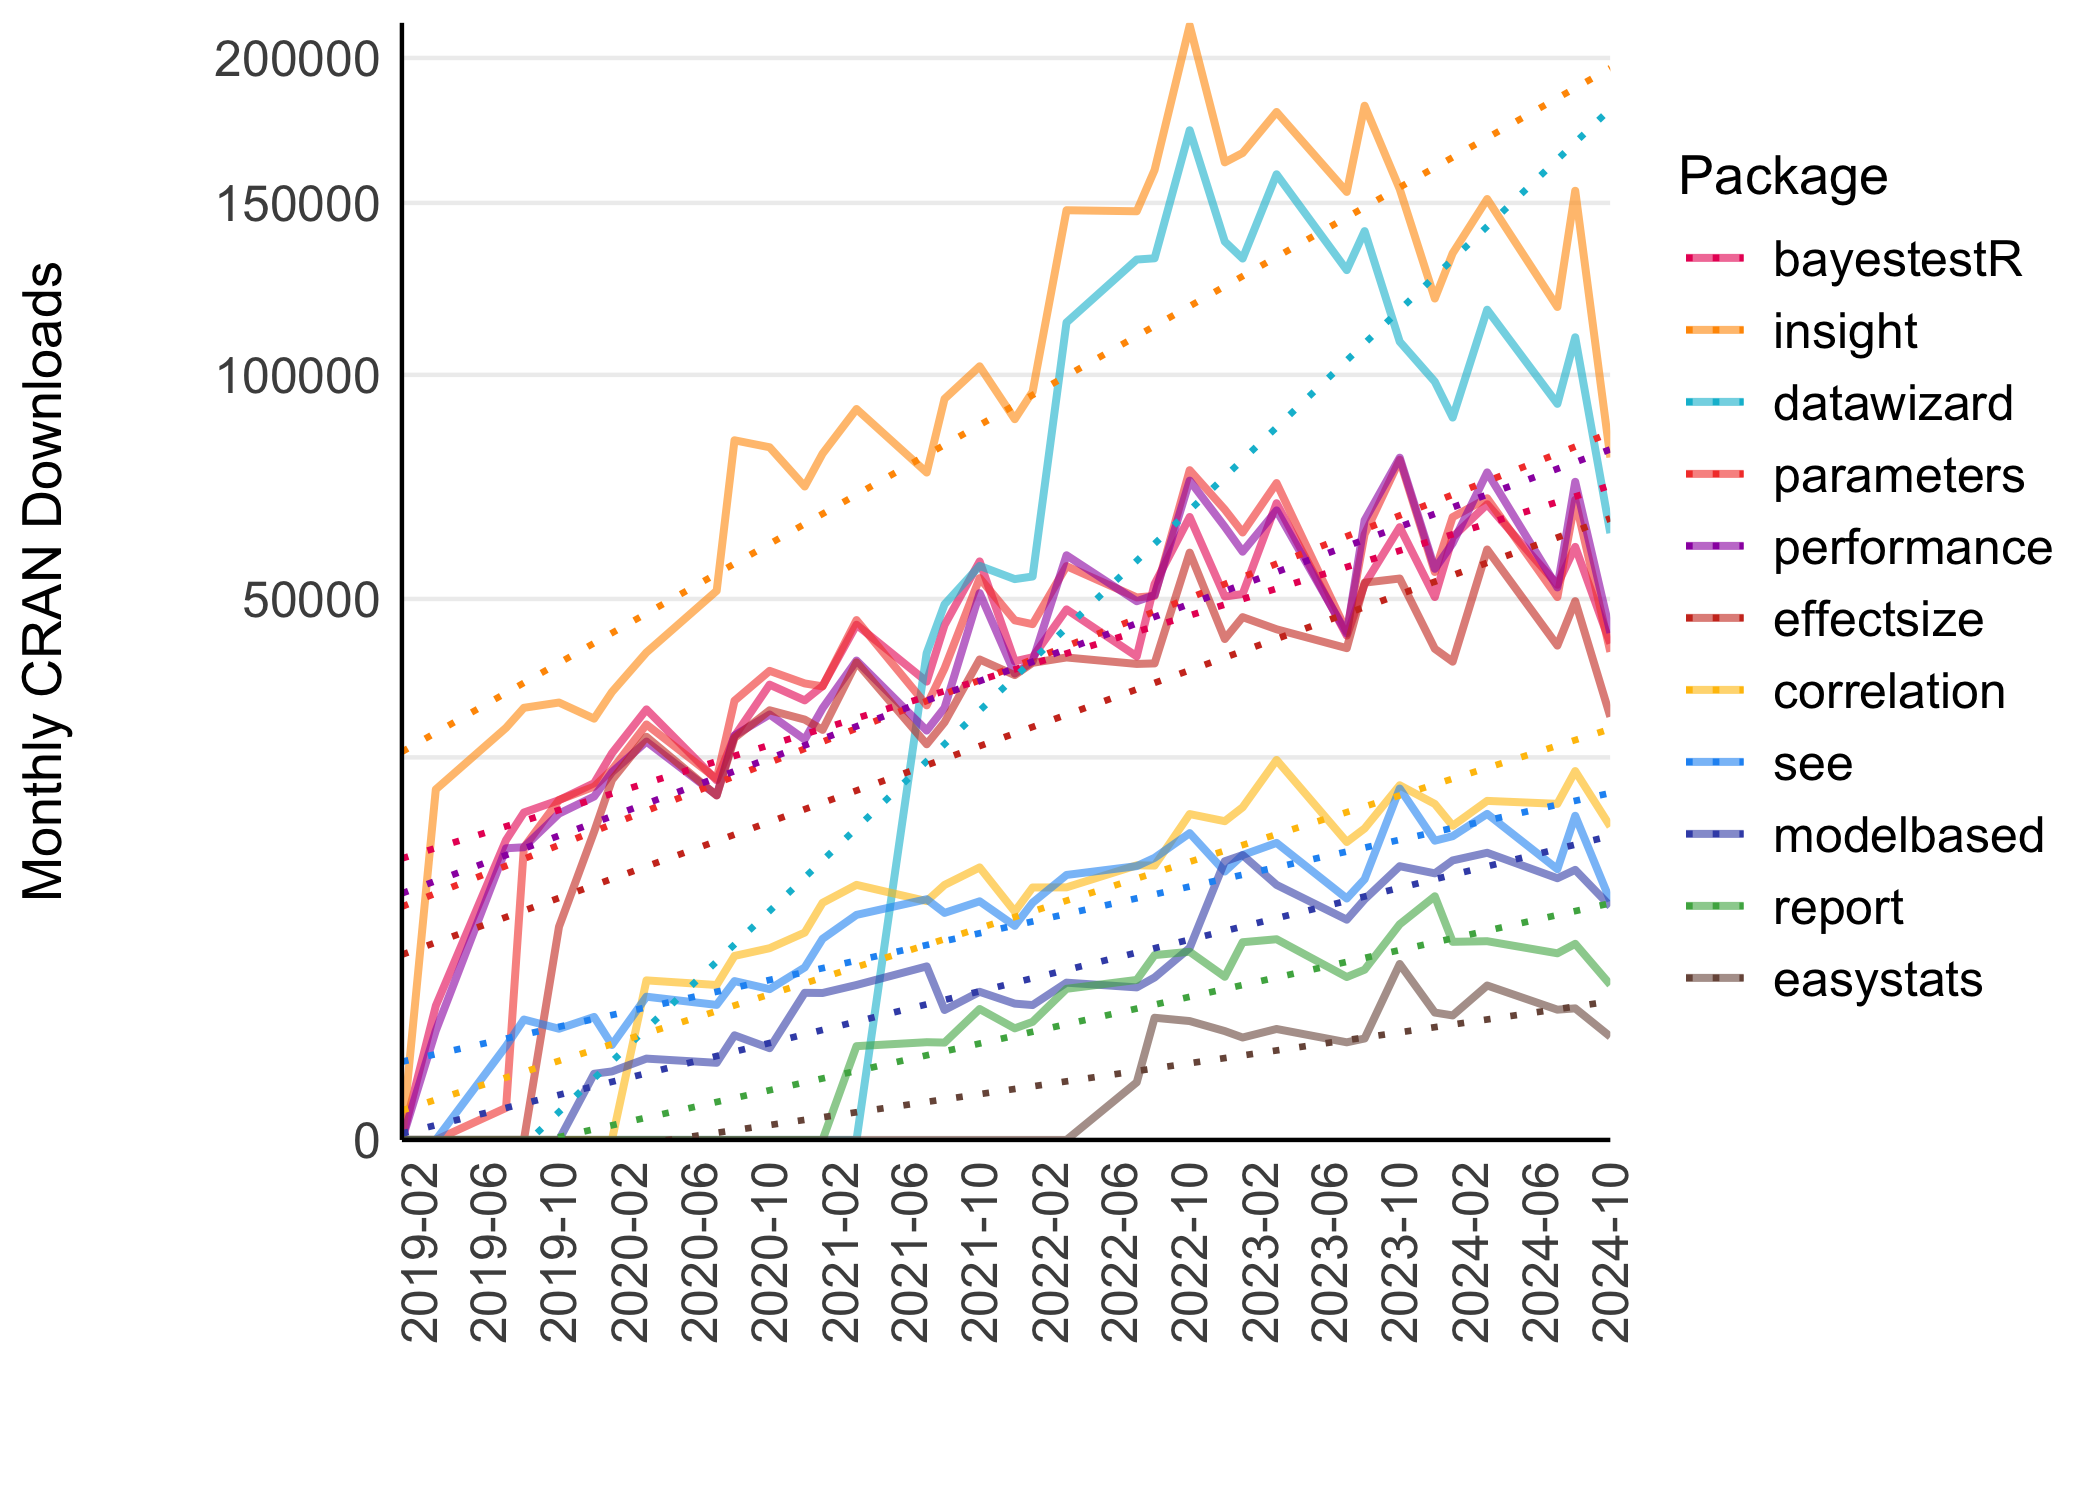 Monthly CRAN Downloads
200000
150000
100000
50000
0
2019-02
2019-06
2019-10
2020-02
2020-06
2020-10
2021-02
2021-06
2021-10
2022-02
2022-06
2022-10
2023-02
2023-06
2023-10
2024-02
2024-06
2024-10
Package
bayestestR
insight
datawizard
parameters
performance
effectsize
correlation
see
modelbased
report
easystats